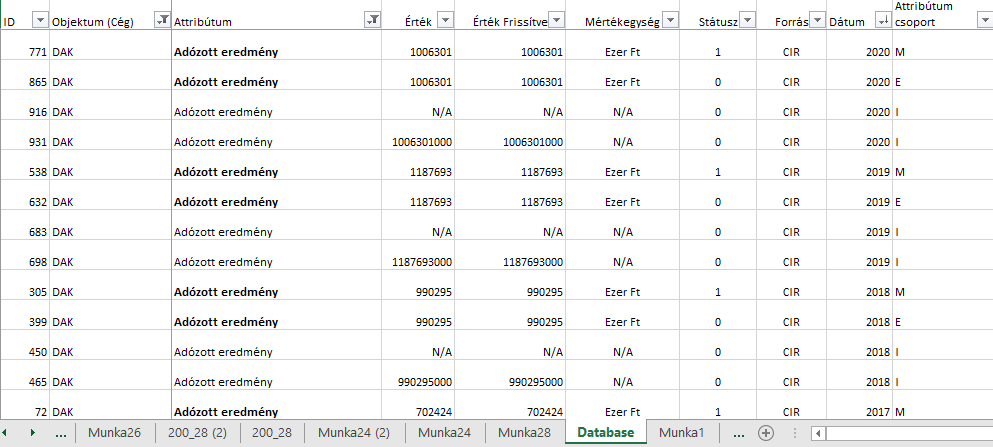 Attribútum
ID Objektum (Cég) Attribútum Érték Érték Frissítve Mértékegység Státusz Forrás Dátum csoport
771 DAK Adózott eredmény 1006301 1006301 Ezer Ft 1 CIR 2020 M
865 DAK Adózott eredmény 1006301 1006301 Ezer Ft 0 CIR 2020 E
916 DAK Adózott eredmény N/A N/A N/A 0 CIR 2020 I
931 DAK Adózott eredmény 1006301000 1006301000 N/A 0 CIR 2020 I
538 DAK Adózott eredmény 1187693 1187693 Ezer Ft 1 CIR 2019 M
632 DAK Adózott eredmény 1187693 1187693 Ezer Ft 0 CIR 2019 E
683 DAK Adózott eredmény N/A N/A N/A 0 CIR 2019 I
698 DAK Adózott eredmény 1187693000 1187693000 N/A 0 CIR 2019 I
305 DAK Adózott eredmény 990295 990295 Ezer Ft 1 CIR 2018 M
399 DAK Adózott eredmény 990295 990295 Ezer Ft 0 CIR 2018 E
450 DAK Adózott eredmény N/A N/A N/A 0 CIR 2018 I
465 DAK Adózott eredmény 990295000 990295000 N/A 0 CIR 2018 I
72 DAK Adózott eredmény 702424 702424 Ezer Ft 1 CIR 2017 M
... Munka26 200_28 (2) 200_28 Munka24 (2) Munka24 Munka28 Database Munka1 ...